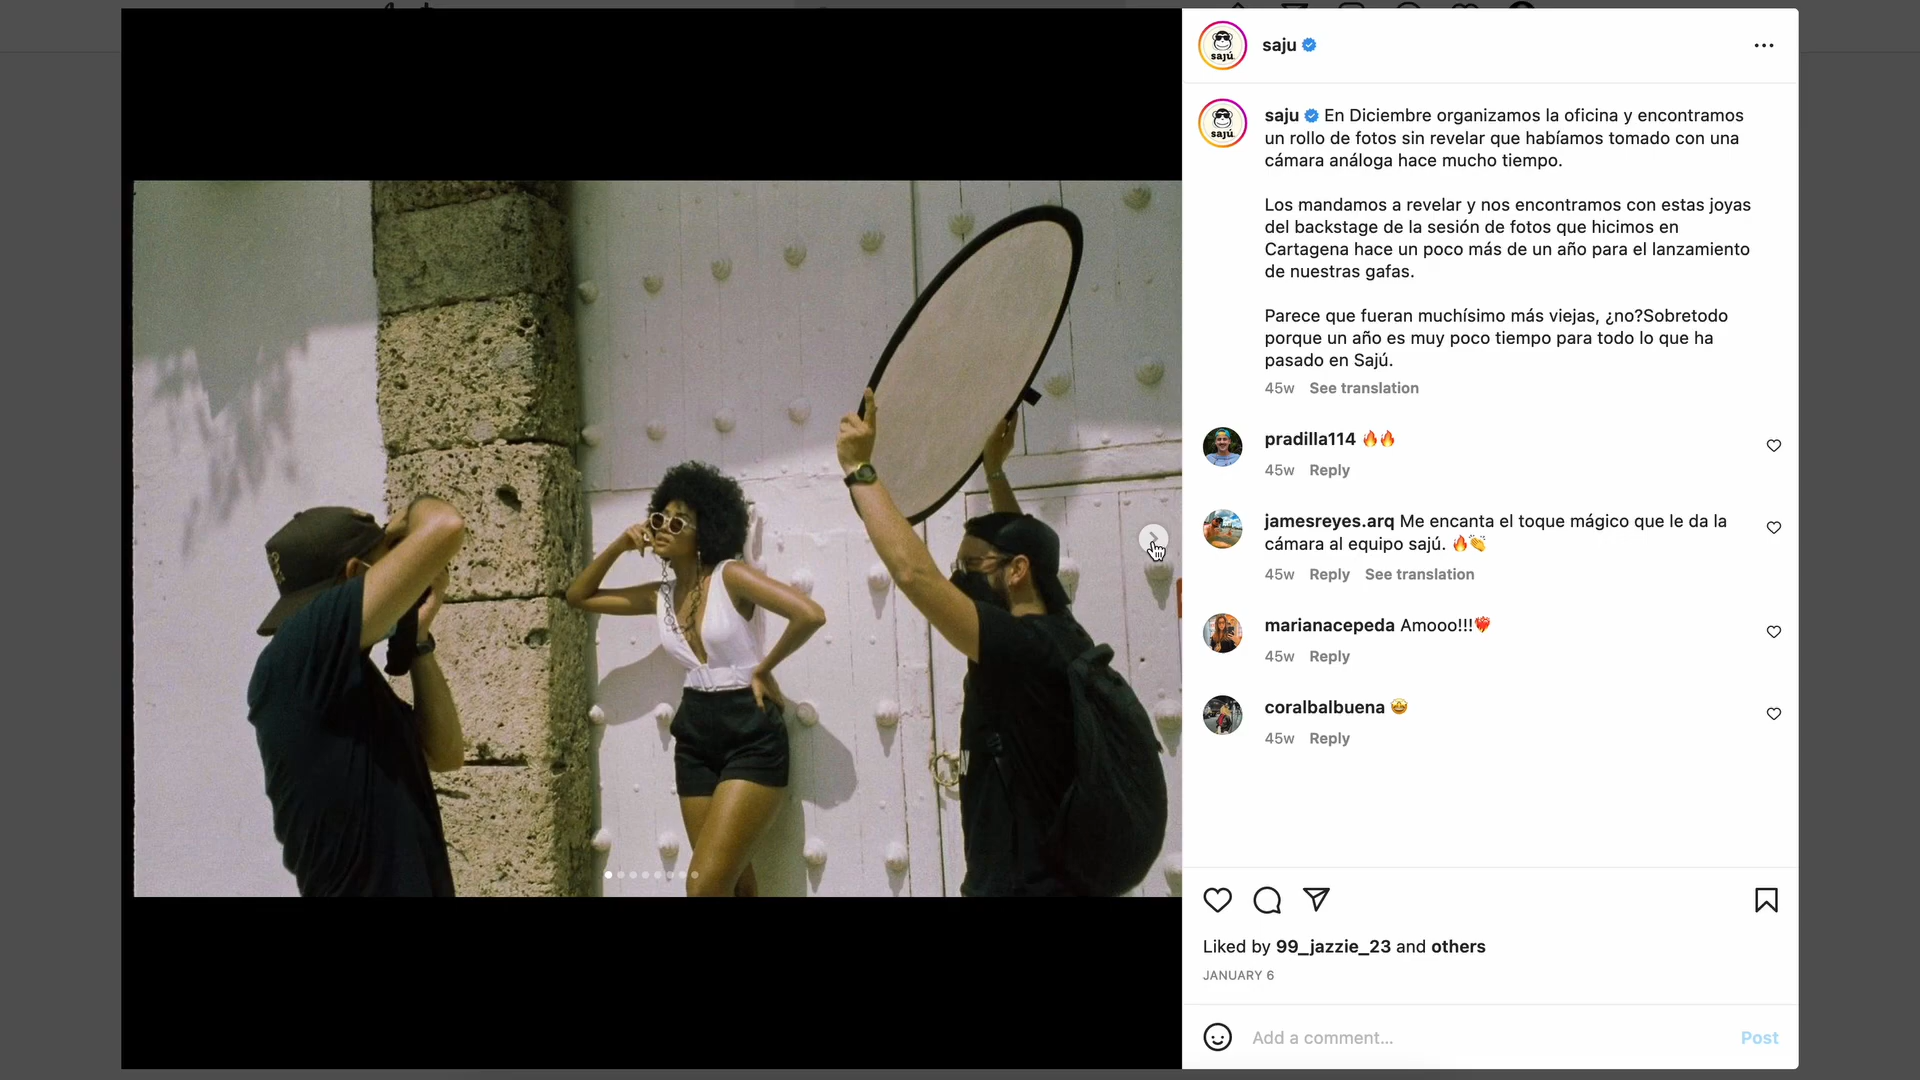 sajú
saju
sajú
saju En Diciembre organizamos la oficina y encontramos
un rollo de fotos sin revelar que habíamos tomado con una
cámara análoga hace mucho tiempo.
Los mandamos a revelar y nos encontramos con estas joyas
del backstage de la sesión de fotos que hicimos en
Cartagena hace un poco más de un año para el lanzamiento
de nuestras gafas.
Parece que fueran muchísimo más viejas, ¿no?Sobretodo
porque un año es muy poco tiempo para todo lo que ha
pasado en Sajú.
45w See translation
pradilla114 🔥🔥
45w Reply
jamesreyes.arq Me encanta el toque mágico que le da la
cámara al equipo sajú. 🔥👏
45w Reply See translation
marianacepeda Amooo!!!❤️‍🔥
45w Reply
coralbalbuena 🤩
45w Reply
Liked by 99_jazzie_23 and others
JANUARY 6
Add a comment...
Post